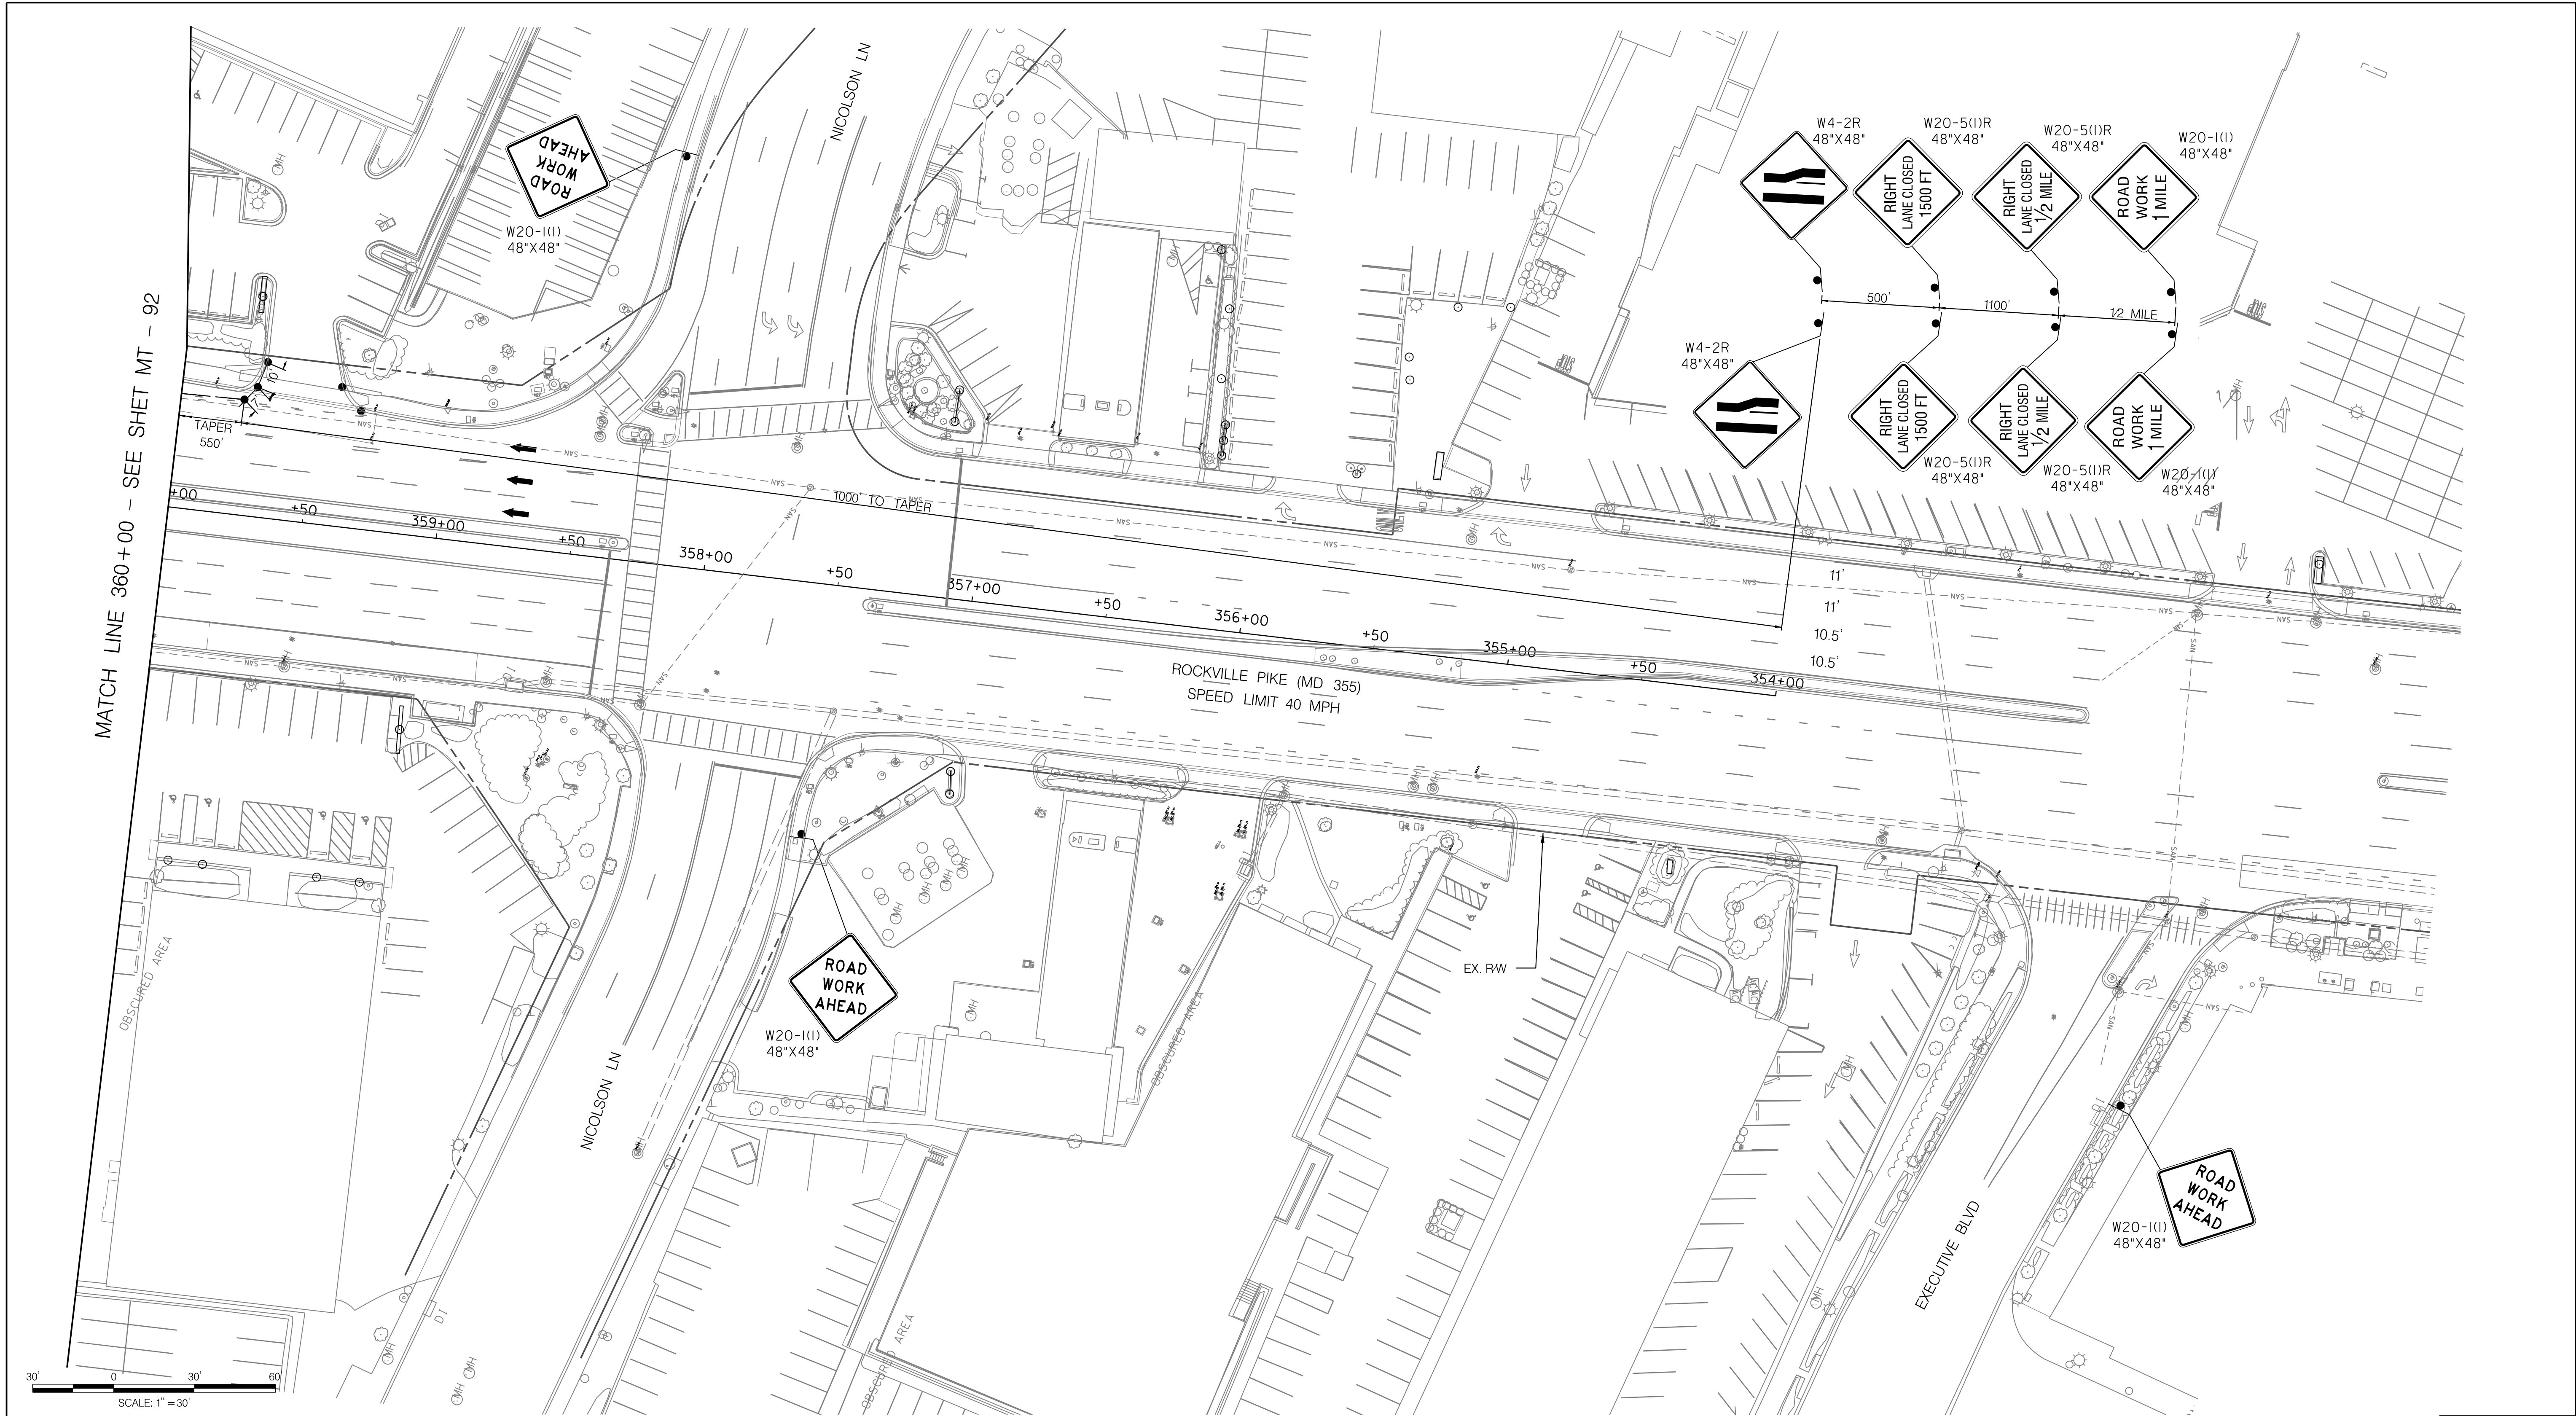 MATCH LINE 360+00 - SEE SHET MT - 92
NICOLSON LN
ROAD
WORK
AHEAD
W20-1(1)
48"X48"
W4-2R
48"X48"
W20-5(1)R
48"X48"
W20-5(1)R
48"X48"
W20-1(1)
48"X48"
RIGHT
LANE CLOSED
1500 FT
RIGHT
LANE CLOSED
1/2 MILE
ROAD
WORK
1 MILE
500'
1100'
1/2 MILE
W4-2R
48"X48"
RIGHT
LANE CLOSED
1500 FT
RIGHT
LANE CLOSED
1/2 MILE
ROAD
WORK
1 MILE
W20-5(1)R
48"X48"
W20-5(1)R
48"X48"
W20-1(1)
48"X48"
10'
TAPER
550'
1000' TO TAPER
+00
+50
359+00
+50
358+00
+50
357+00
+50
356+00
+50
355+00
+50
354+00
11'
11'
10.5'
10.5'
ROCKVILLE PIKE (MD 355)
SPEED LIMIT 40 MPH
EX. R/W
ROAD
WORK
AHEAD
W20-1(1)
48"X48"
NICOLSON LN
OBSCURED AREA
OBSCURED AREA
OBSCURED AREA
EXECUTIVE BLVD
ROAD
WORK
AHEAD
W20-1(1)
48"X48"
DI
30'
0
30'
60
SCALE: 1" = 30'